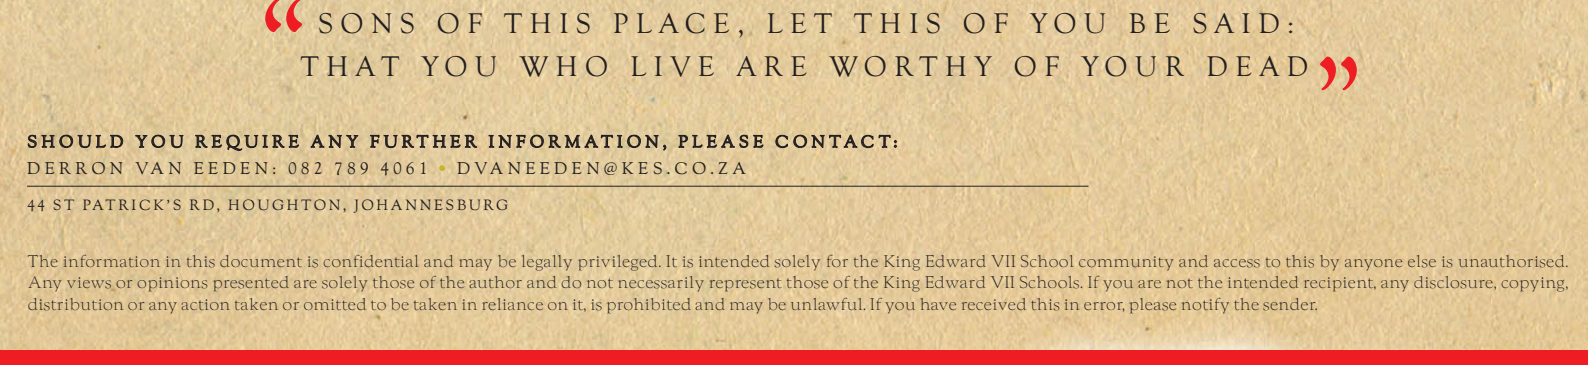 “SONS OF THIS PLACE, LET THIS OF YOU BE SAID:
THAT YOU WHO LIVE ARE WORTHY OF YOUR DEAD”
SHOULD YOU REQUIRE ANY FURTHER INFORMATION, PLEASE CONTACT:
DERRON VAN EEDEN: 082 789 4061 • DVANEEDEN@KES.CO.ZA
44 ST PATRICK’S RD, HOUGHTON, JOHANNESBURG
The information in this document is confidential and may be legally privileged. It is intended solely for the King Edward VII School community and access to this by anyone else is unauthorised.
Any views or opinions presented are solely those of the author and do not necessarily represent those of the King Edward VII Schools. If you are not the intended recipient, any disclosure, copying,
distribution or any action taken or omitted to be taken in reliance on it, is prohibited and may be unlawful. If you have received this in error, please notify the sender.